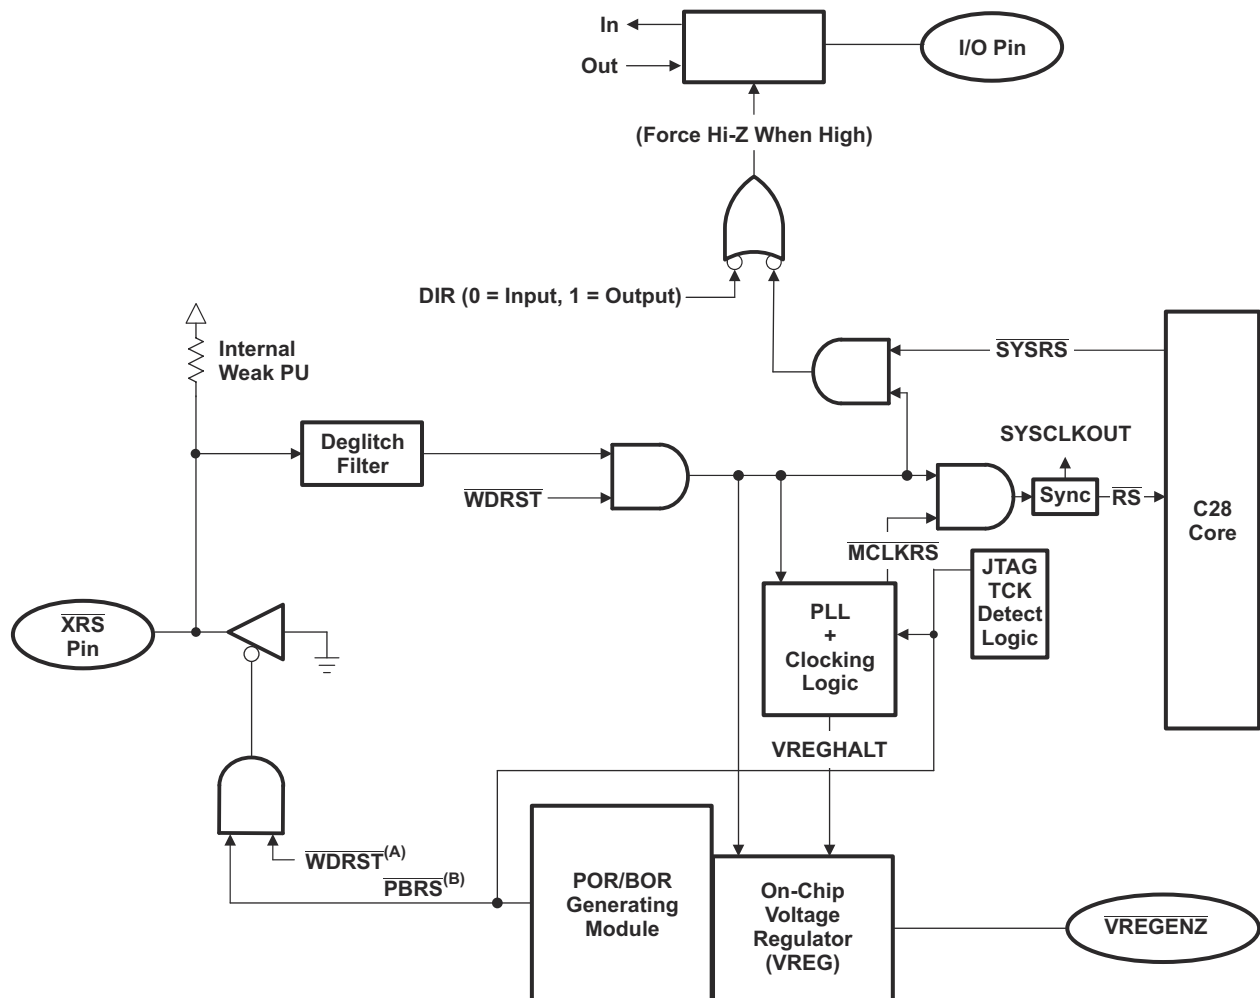 In
Out
I/O Pin
(Force Hi-Z When High)
DIR (0 = Input, 1 = Output)
Internal
Weak PU
SYSRS
Deglitch
Filter
SYSCLKOUT
WDRST
Sync
RS
C28
Core
MCLKRS
JTAG
TCK
Detect
Logic
XRS
Pin
PLL
+
Clocking
Logic
VREGHALT
WDRST(A)
PBRS(B)
POR/BOR
Generating
Module
On-Chip
Voltage
Regulator
(VREG)
VREGENZ